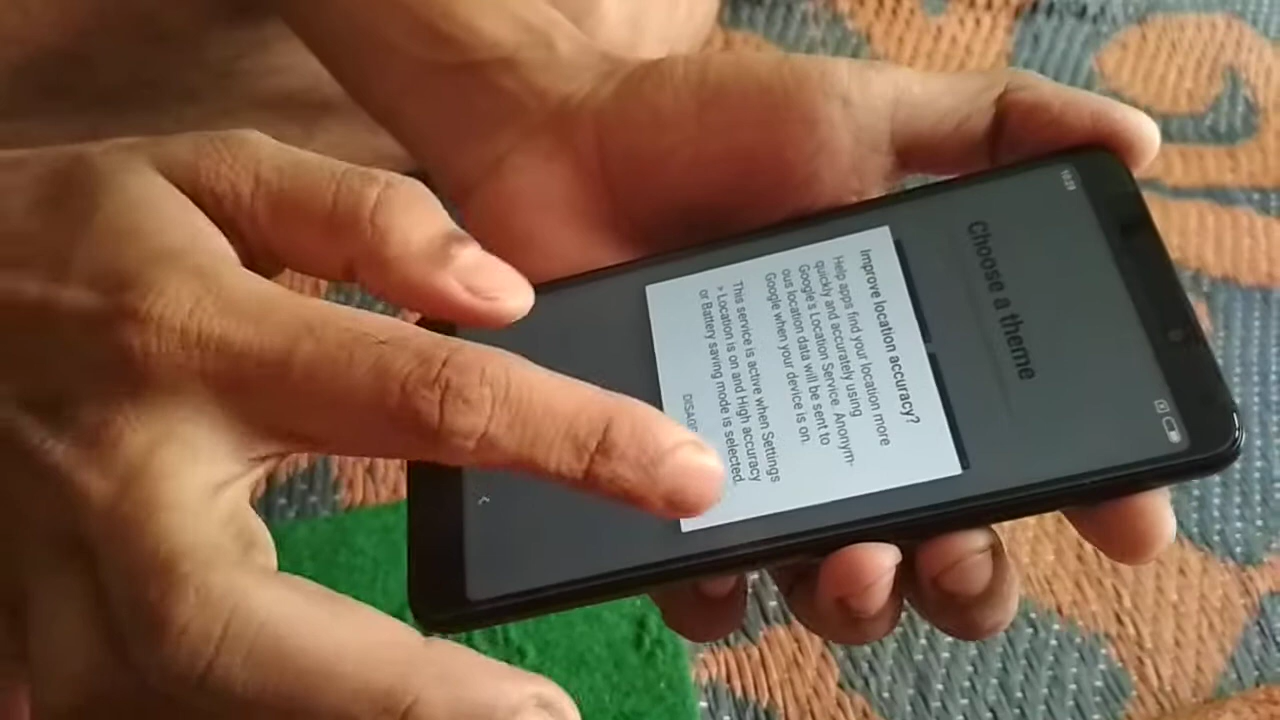 10:29
Choose a theme
Improve location accuracy?
Help apps find your location more
quickly and accurately using
Google's Location Service. Anonym-
ous location data will be sent to
Google when your device is on.
This service is active when Settings
> Location is on and High accuracy
or Battery saving mode is selected.